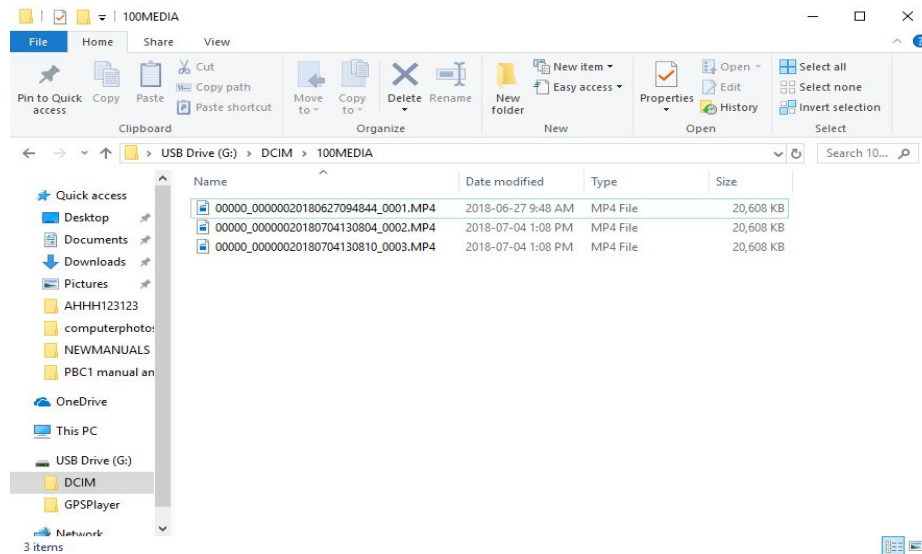 100MEDIA
File Home Share View
Pin to Quick access
Copy
Paste
Cut
Copy path
Paste shortcut
Clipboard
Move to
Copy to
Delete
Rename
Organize
New folder
New item
Easy access
New
Properties
Open
Edit
History
Open
Select all
Select none
Invert selection
Select
USB Drive (G:) > DCIM > 100MEDIA
Search 10...
Quick access
Desktop
Documents
Downloads
Pictures
AHHH123123
computerphoto:
NEWMANUALS
PBC1 manual an
OneDrive
This PC
USB Drive (G:)
DCIM
GPSPlayer
Network
Name Date modified Type Size
00000_00000020180627094844_0001.MP4 2018-06-27 9:48 AM MP4 File 20,608 KB
00000_00000020180704130804_0002.MP4 2018-07-04 1:08 PM MP4 File 20,608 KB
00000_00000020180704130810_0003.MP4 2018-07-04 1:08 PM MP4 File 20,608 KB
3 items